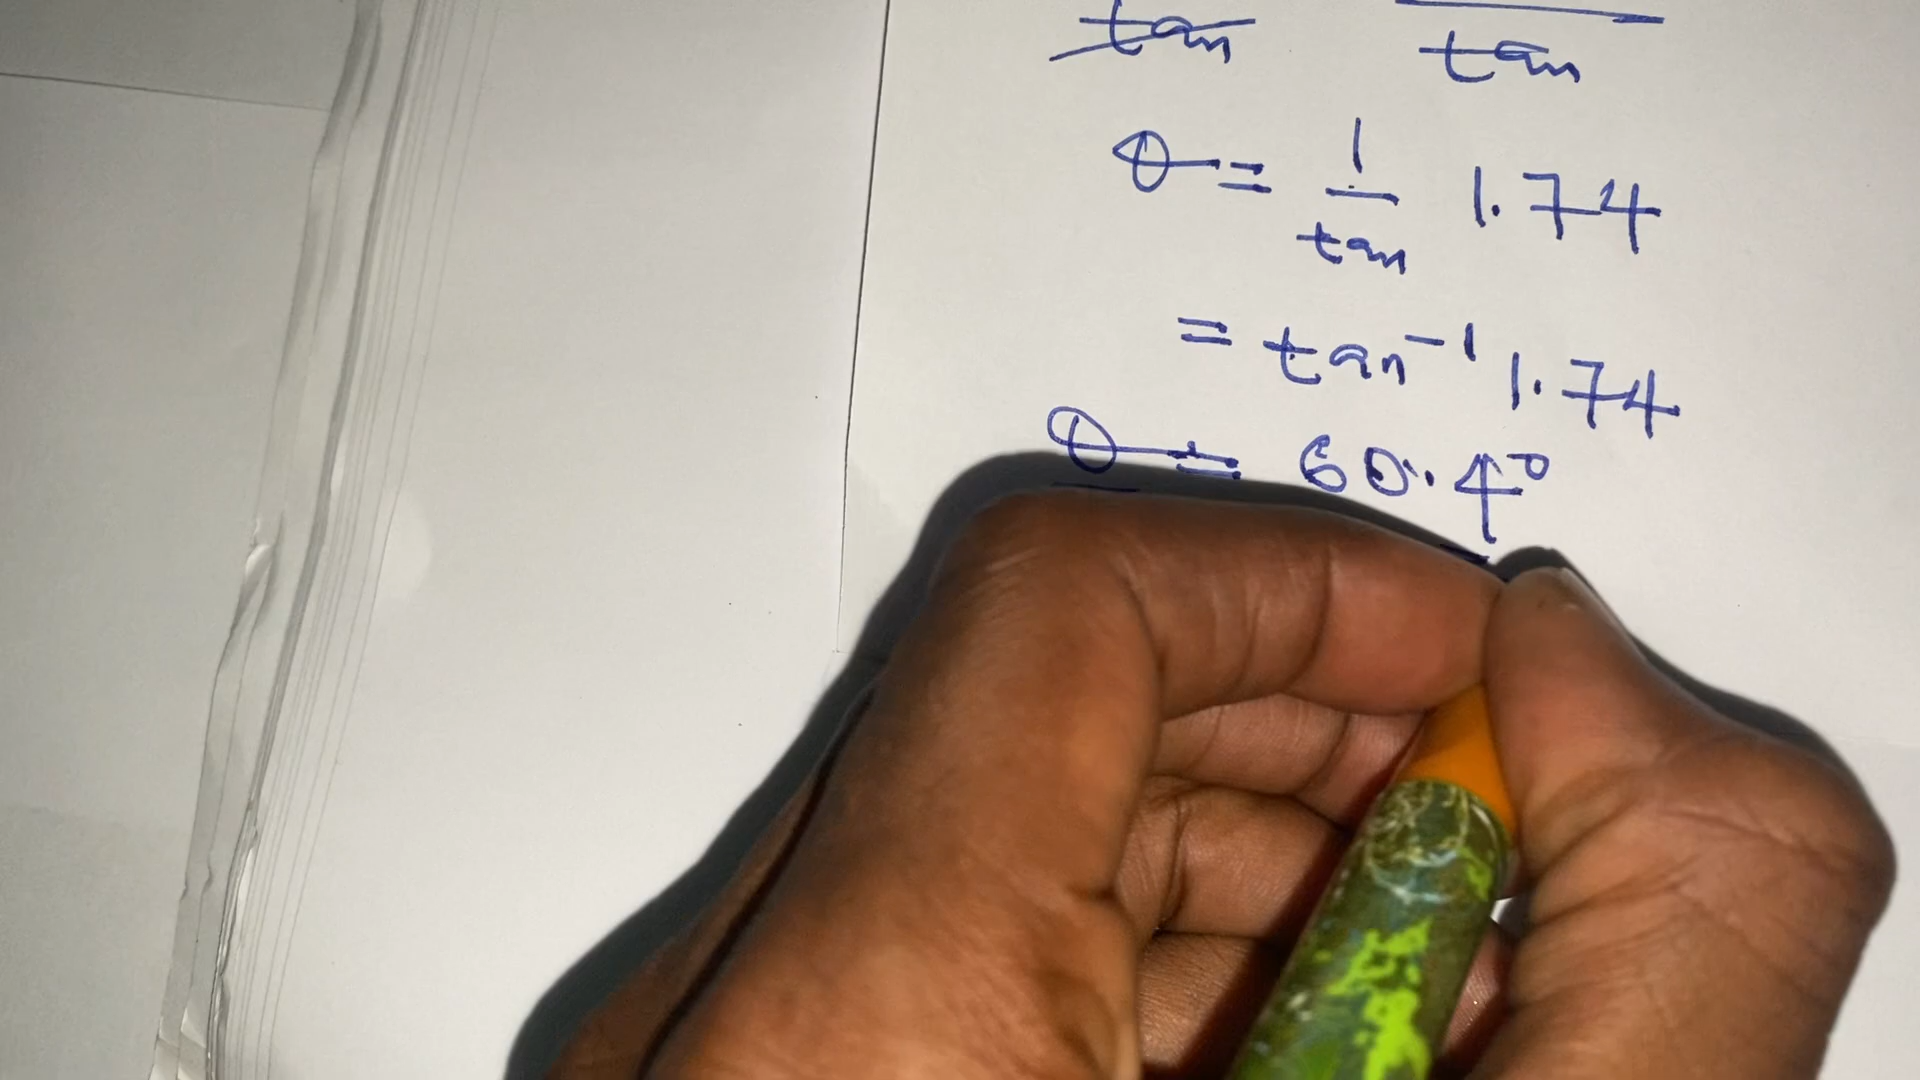 tan tan
θ = 1/tan 1.74
= tan⁻¹ 1.74
θ = 60.4°